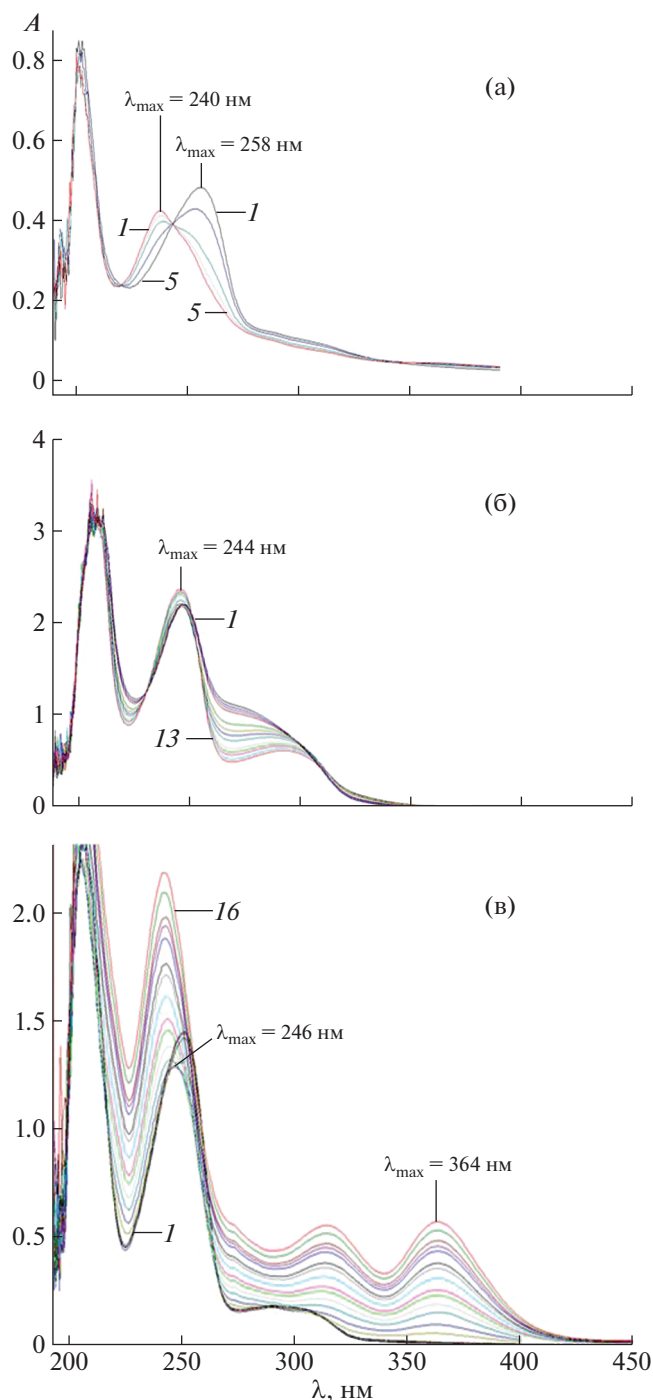 A
0.8
(а)
λmax = 240 нм
λmax = 258 нм
0.6
0.4
1
1
5
5
0.2
0
4
(б)
3
λmax = 244 нм
1
2
1
13
0
(в)
2.0
16
1.5
λmax = 246 нм
1.0
λmax = 364 нм
0.5
1
0
200 250 300 350 400 450
λ, нм